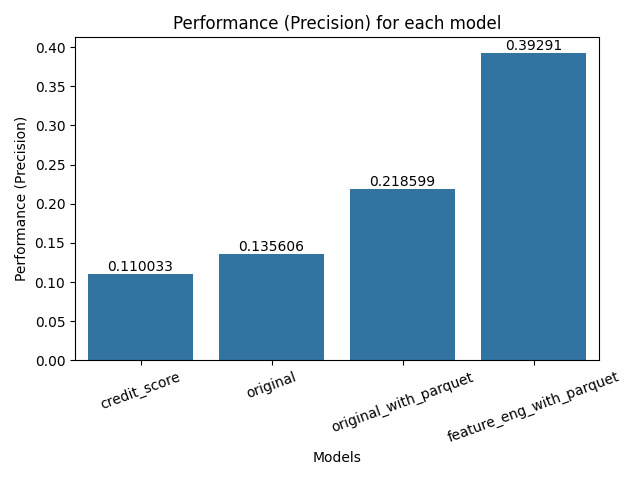 Performance (Precision) for each model
Performance (Precision)
0.40
0.35
0.30
0.25
0.20
0.15
0.10
0.05
0.00
0.110033
0.135606
0.218599
0.39291
credit_score
original
original_with_parquet
feature_eng_with_parquet
Models